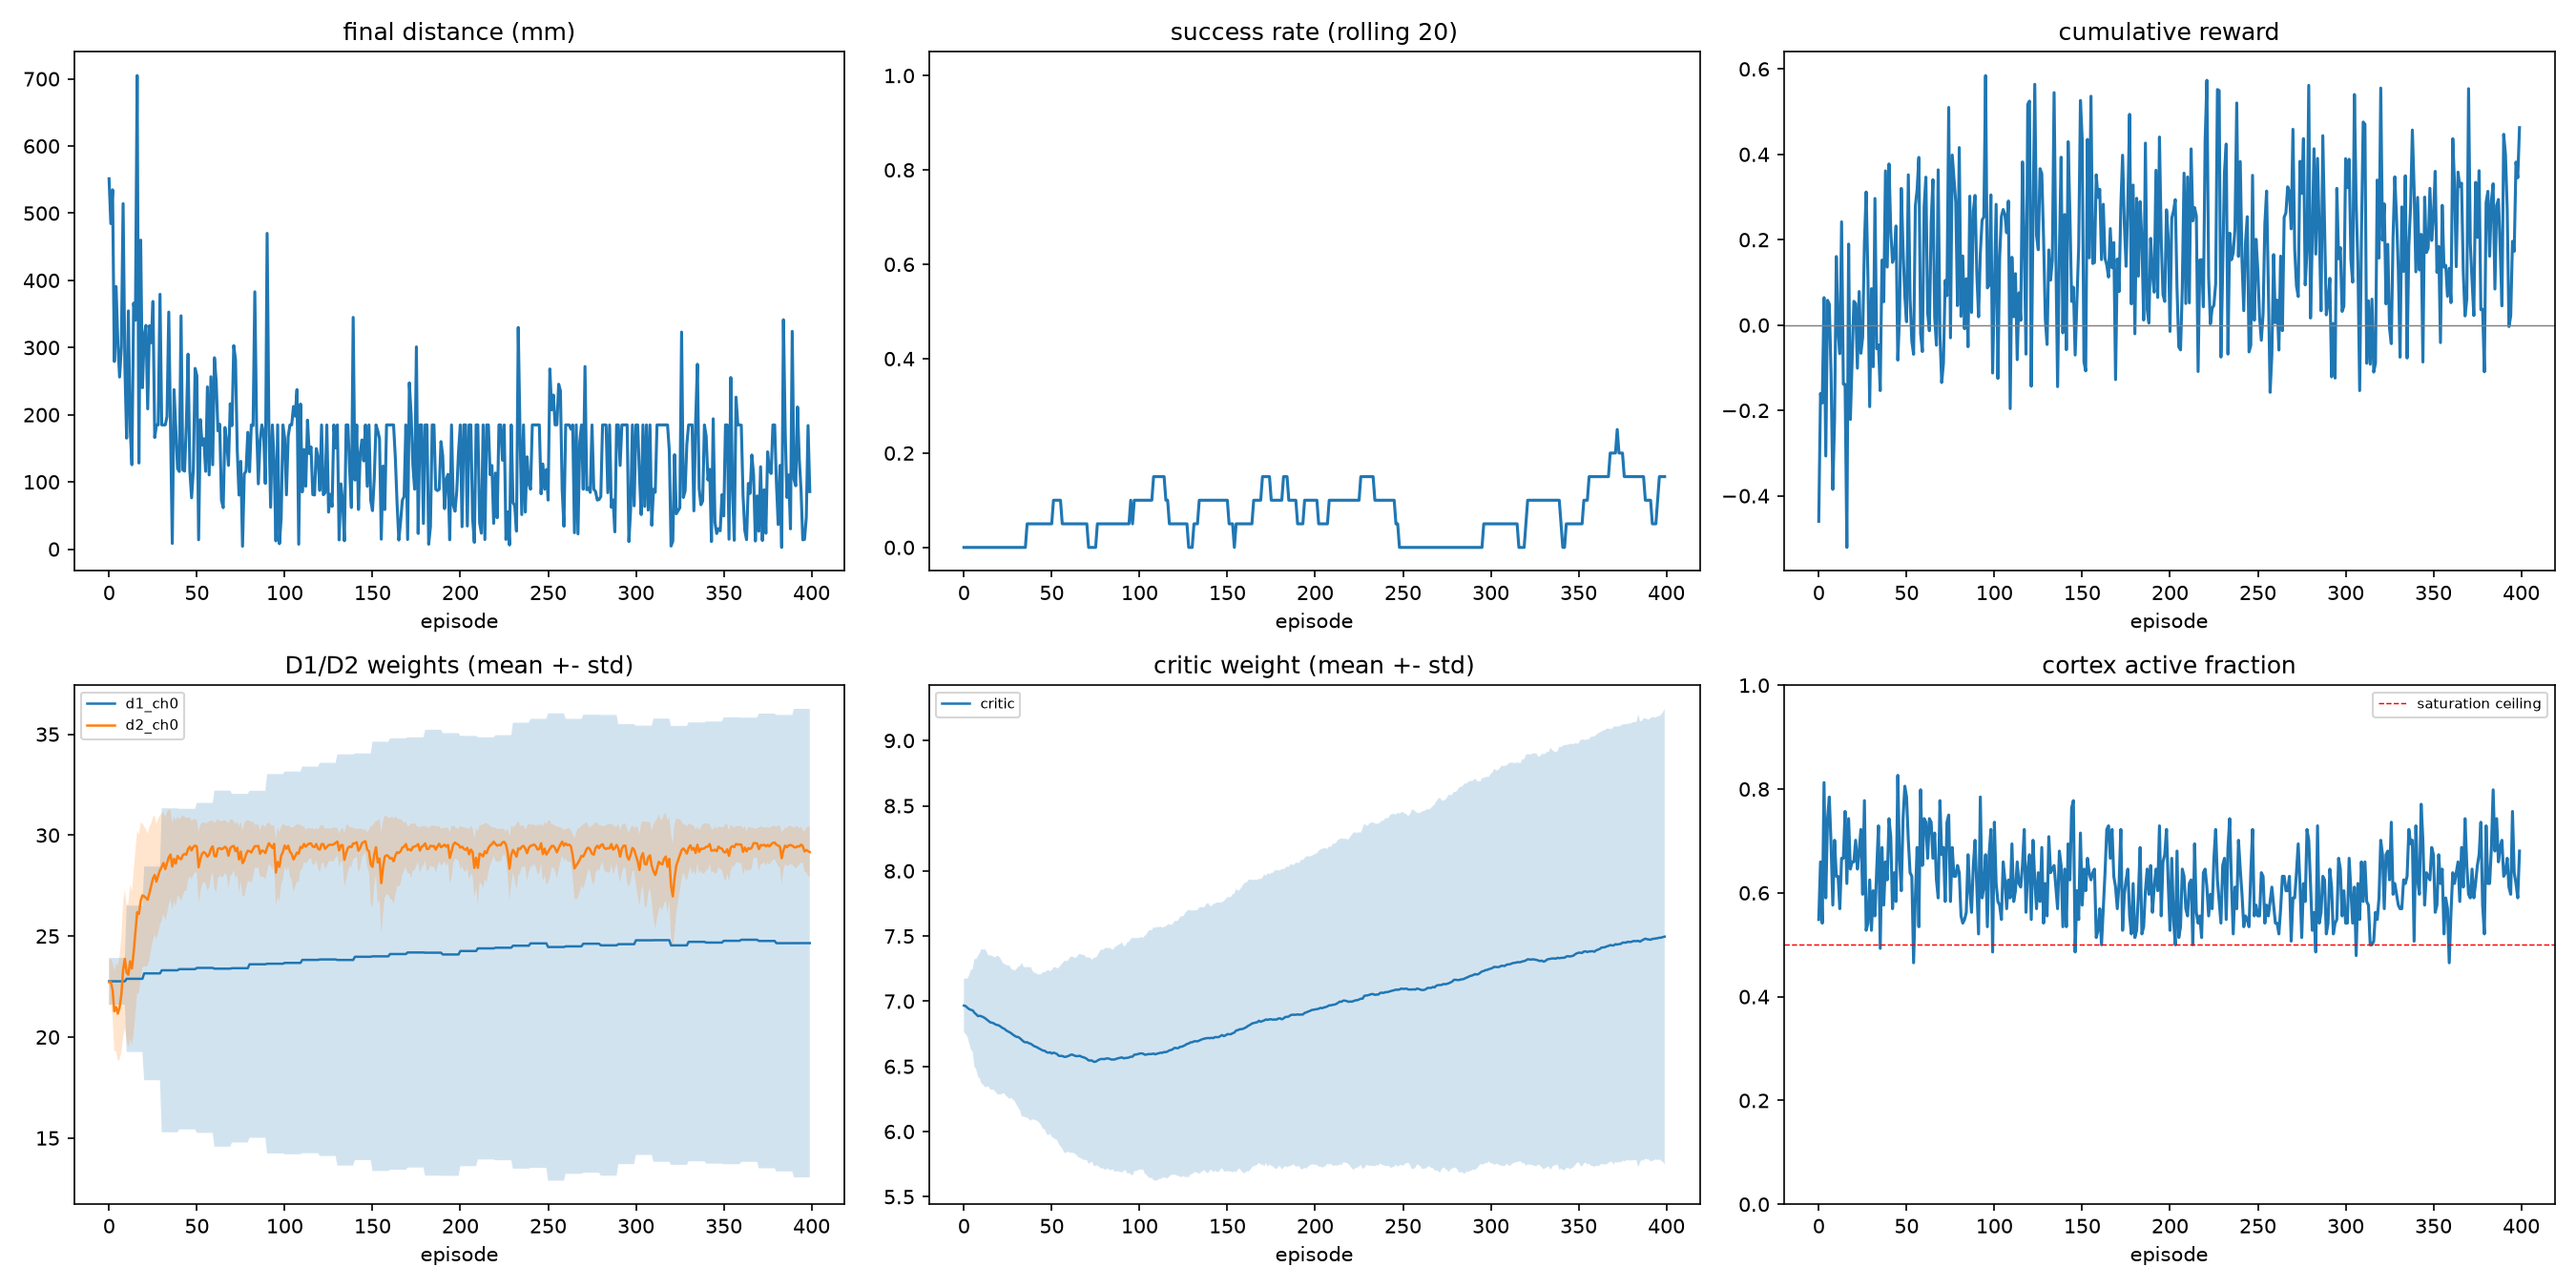 final distance (mm)
700
600
500
400
300
200
100
0
0 50 100 150 200 250 300 350 400
episode
success rate (rolling 20)
1.0
0.8
0.6
0.4
0.2
0.0
0 50 100 150 200 250 300 350 400
episode
cumulative reward
0.6
0.4
0.2
0.0
−0.2
−0.4
0 50 100 150 200 250 300 350 400
episode
D1/D2 weights (mean +- std)
d1_ch0
d2_ch0
35
30
25
20
15
0 50 100 150 200 250 300 350 400
episode
critic weight (mean +- std)
critic
9.0
8.5
8.0
7.5
7.0
6.5
6.0
5.5
0 50 100 150 200 250 300 350 400
episode
cortex active fraction
saturation ceiling
1.0
0.8
0.6
0.4
0.2
0.0
0 50 100 150 200 250 300 350 400
episode